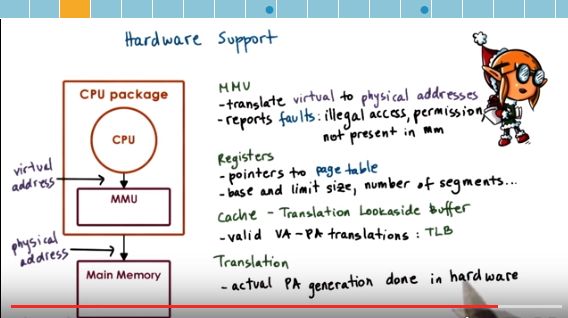 Hardware Support
CPU package
CPU
virtual
address
MMU
physical
address
Main Memory
MMU
-translate virtual to physical addresses
-reports faults: illegal access, permission
not present in mm
Registers
-pointers to page table
-base and limit size, number of segments...
Cache - Translation Lookaside Buffer
-valid VA-PA translations : TLB
Translation
- actual PA generation done in hardware